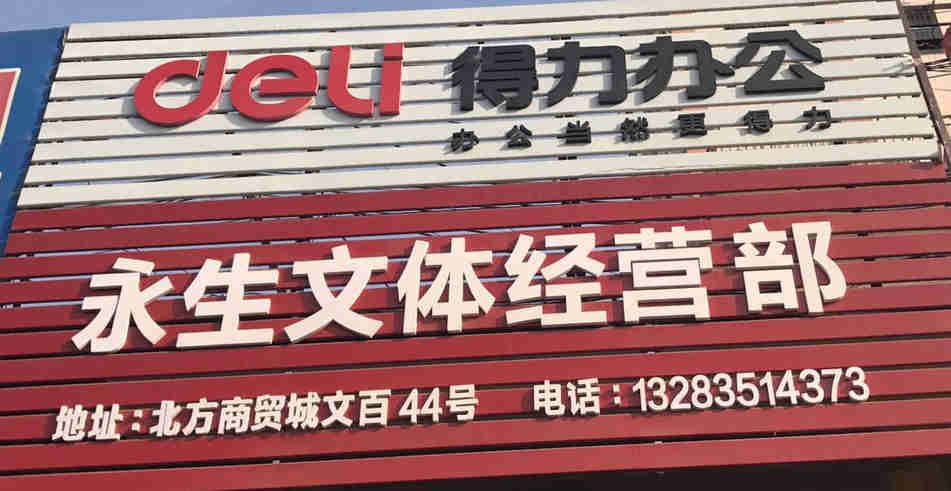 deli 得力办公
办公当然更得力
永生文体经营部
地址：北方商贸城文百44号 电话：13283514373